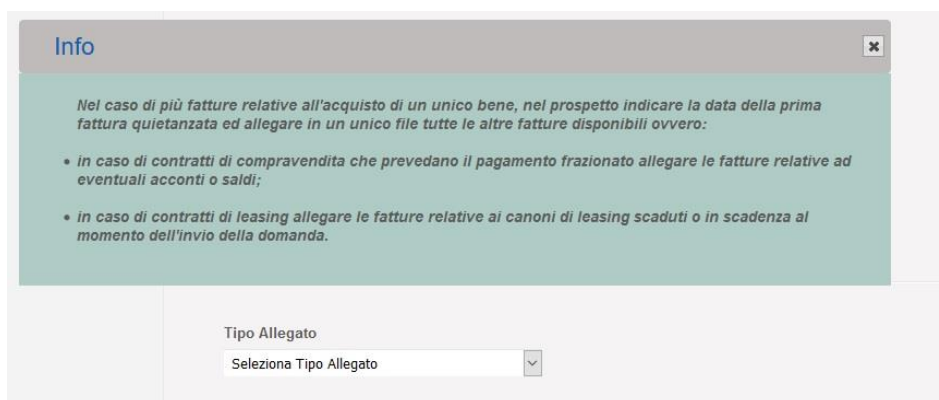 Info
Nel caso di più fatture relative all'acquisto di un unico bene, nel prospetto indicare la data della prima
fattura quietanzata ed allegare in un unico file tutte le altre fatture disponibili ovvero:
• in caso di contratti di compravendita che prevedano il pagamento frazionato allegare le fatture relative ad
eventuali acconti o saldi;
• in caso di contratti di leasing allegare le fatture relative ai canoni di leasing scaduti o in scadenza al
momento dell'invio della domanda.
Tipo Allegato
Seleziona Tipo Allegato